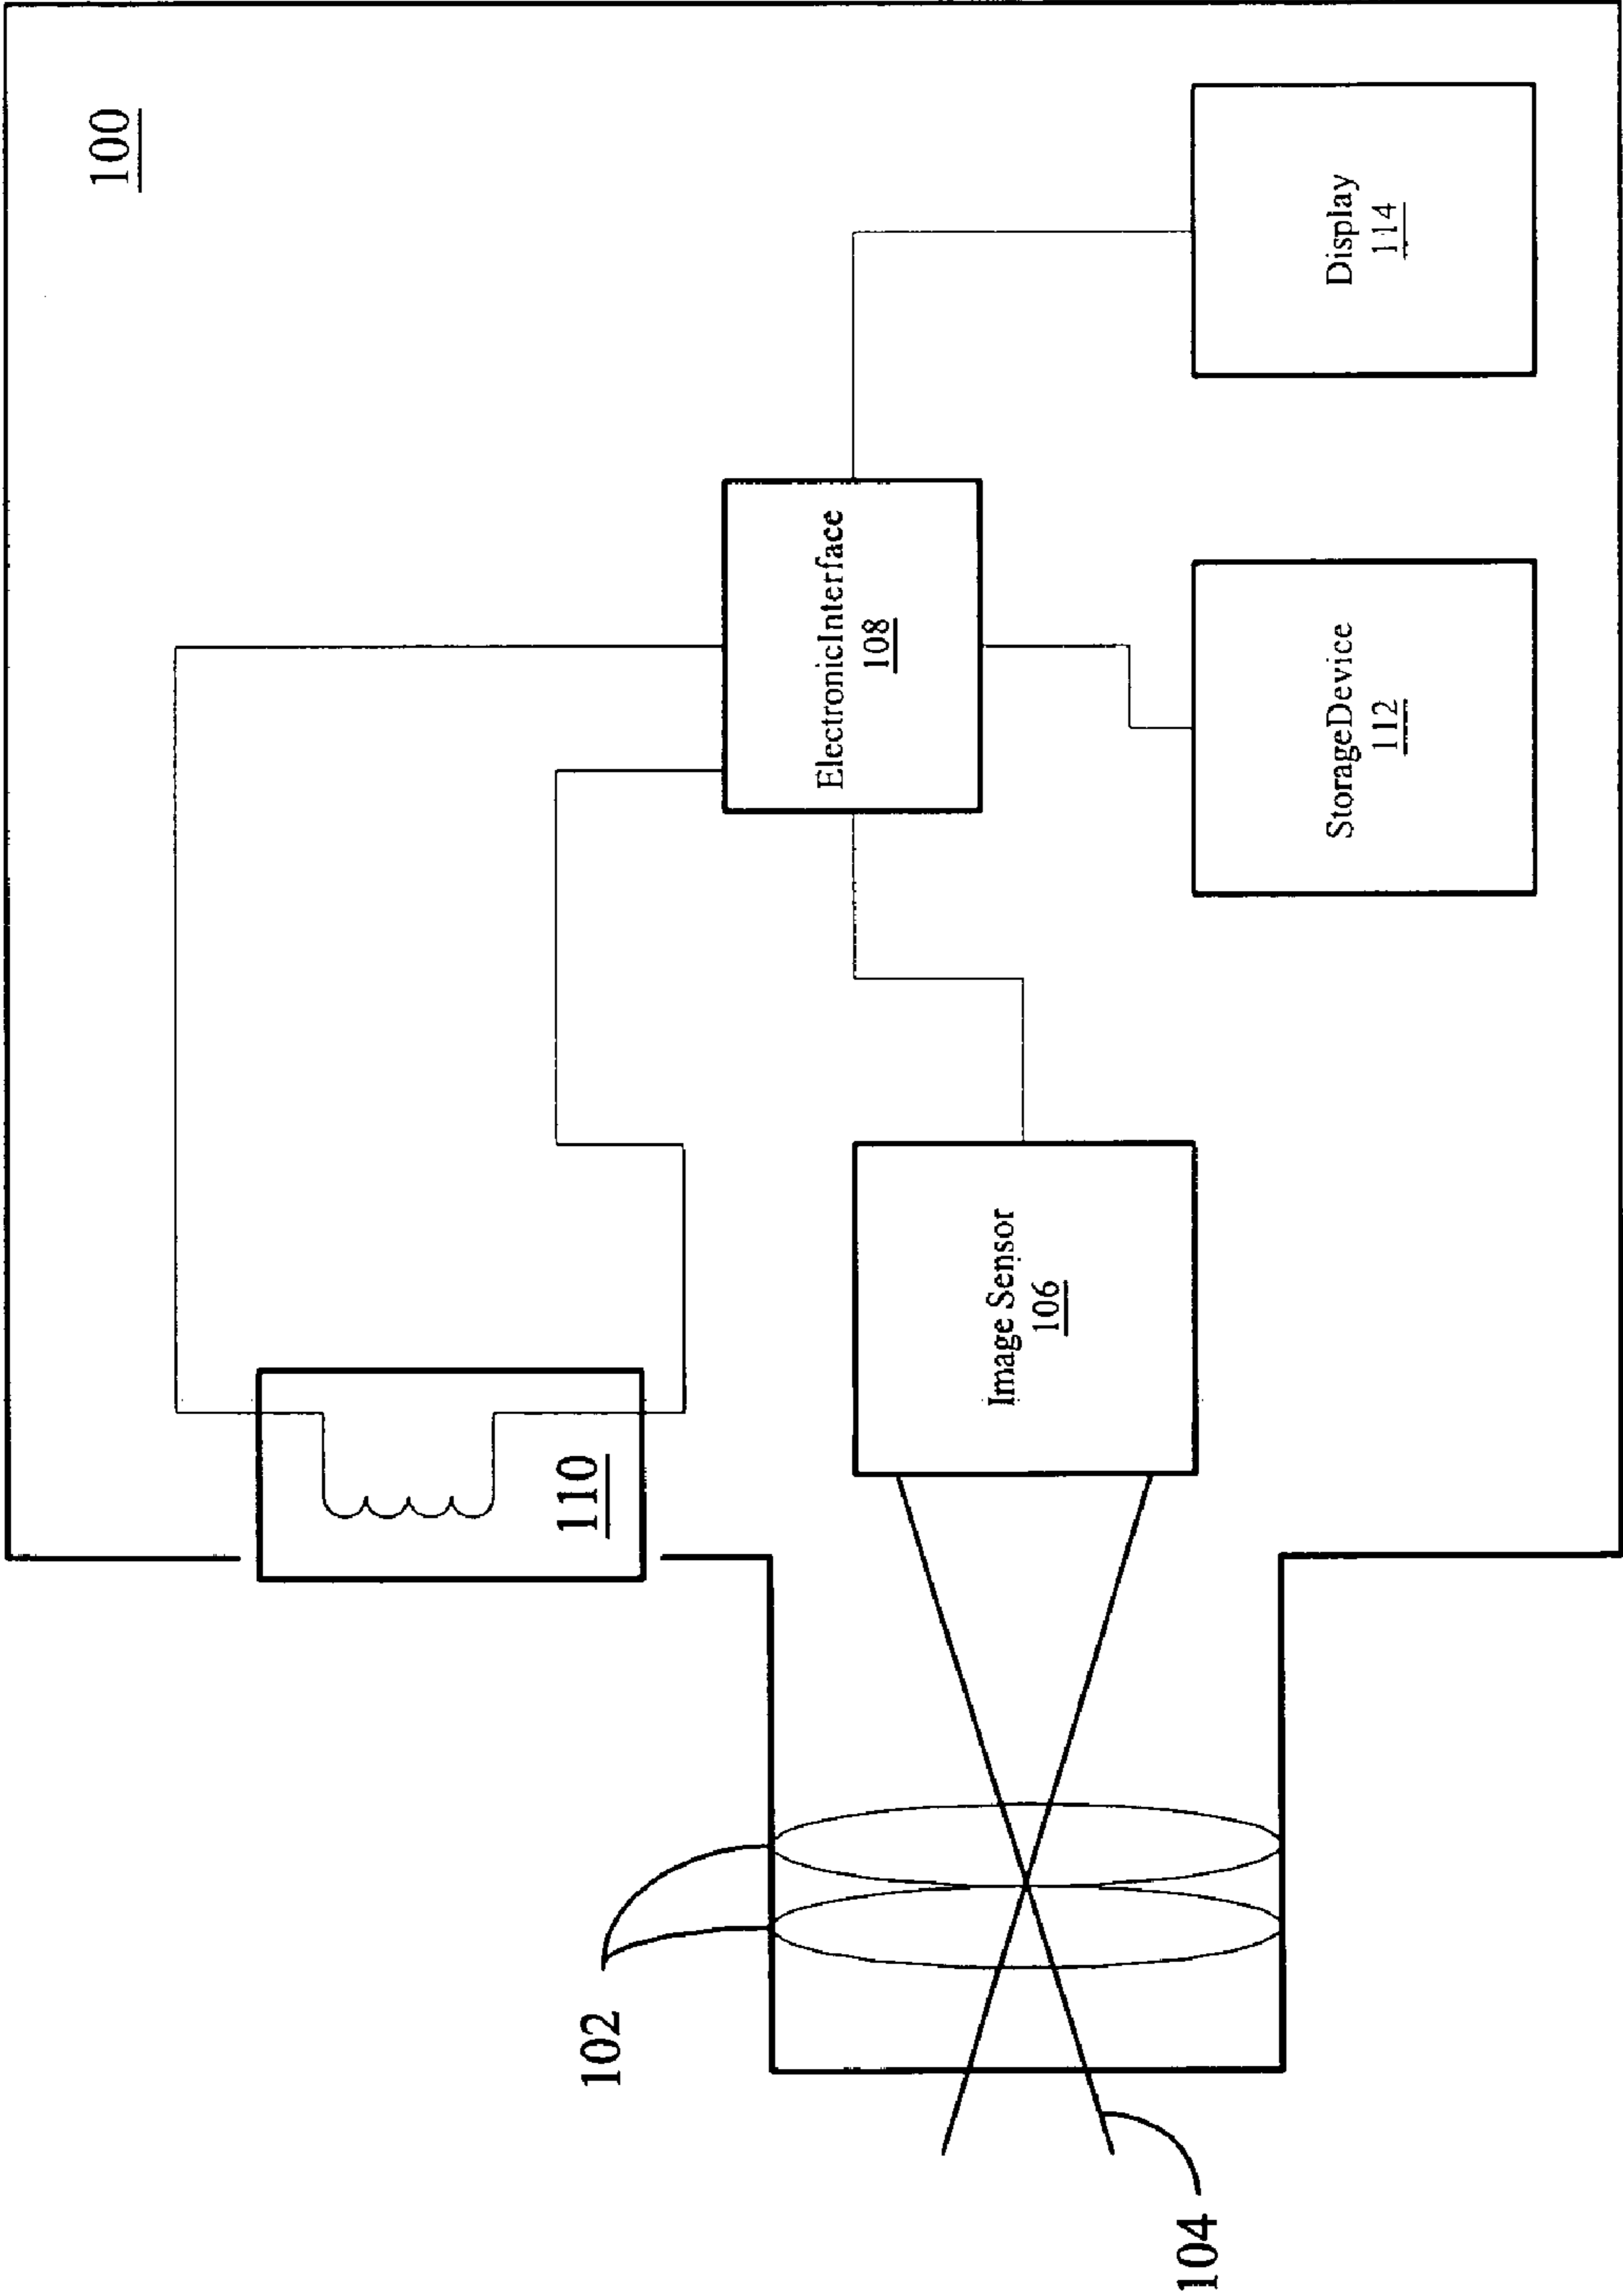 100
110
ElectronicInterface
108
Image Sensor
106
StorageDevice
112
Display
114
102
104